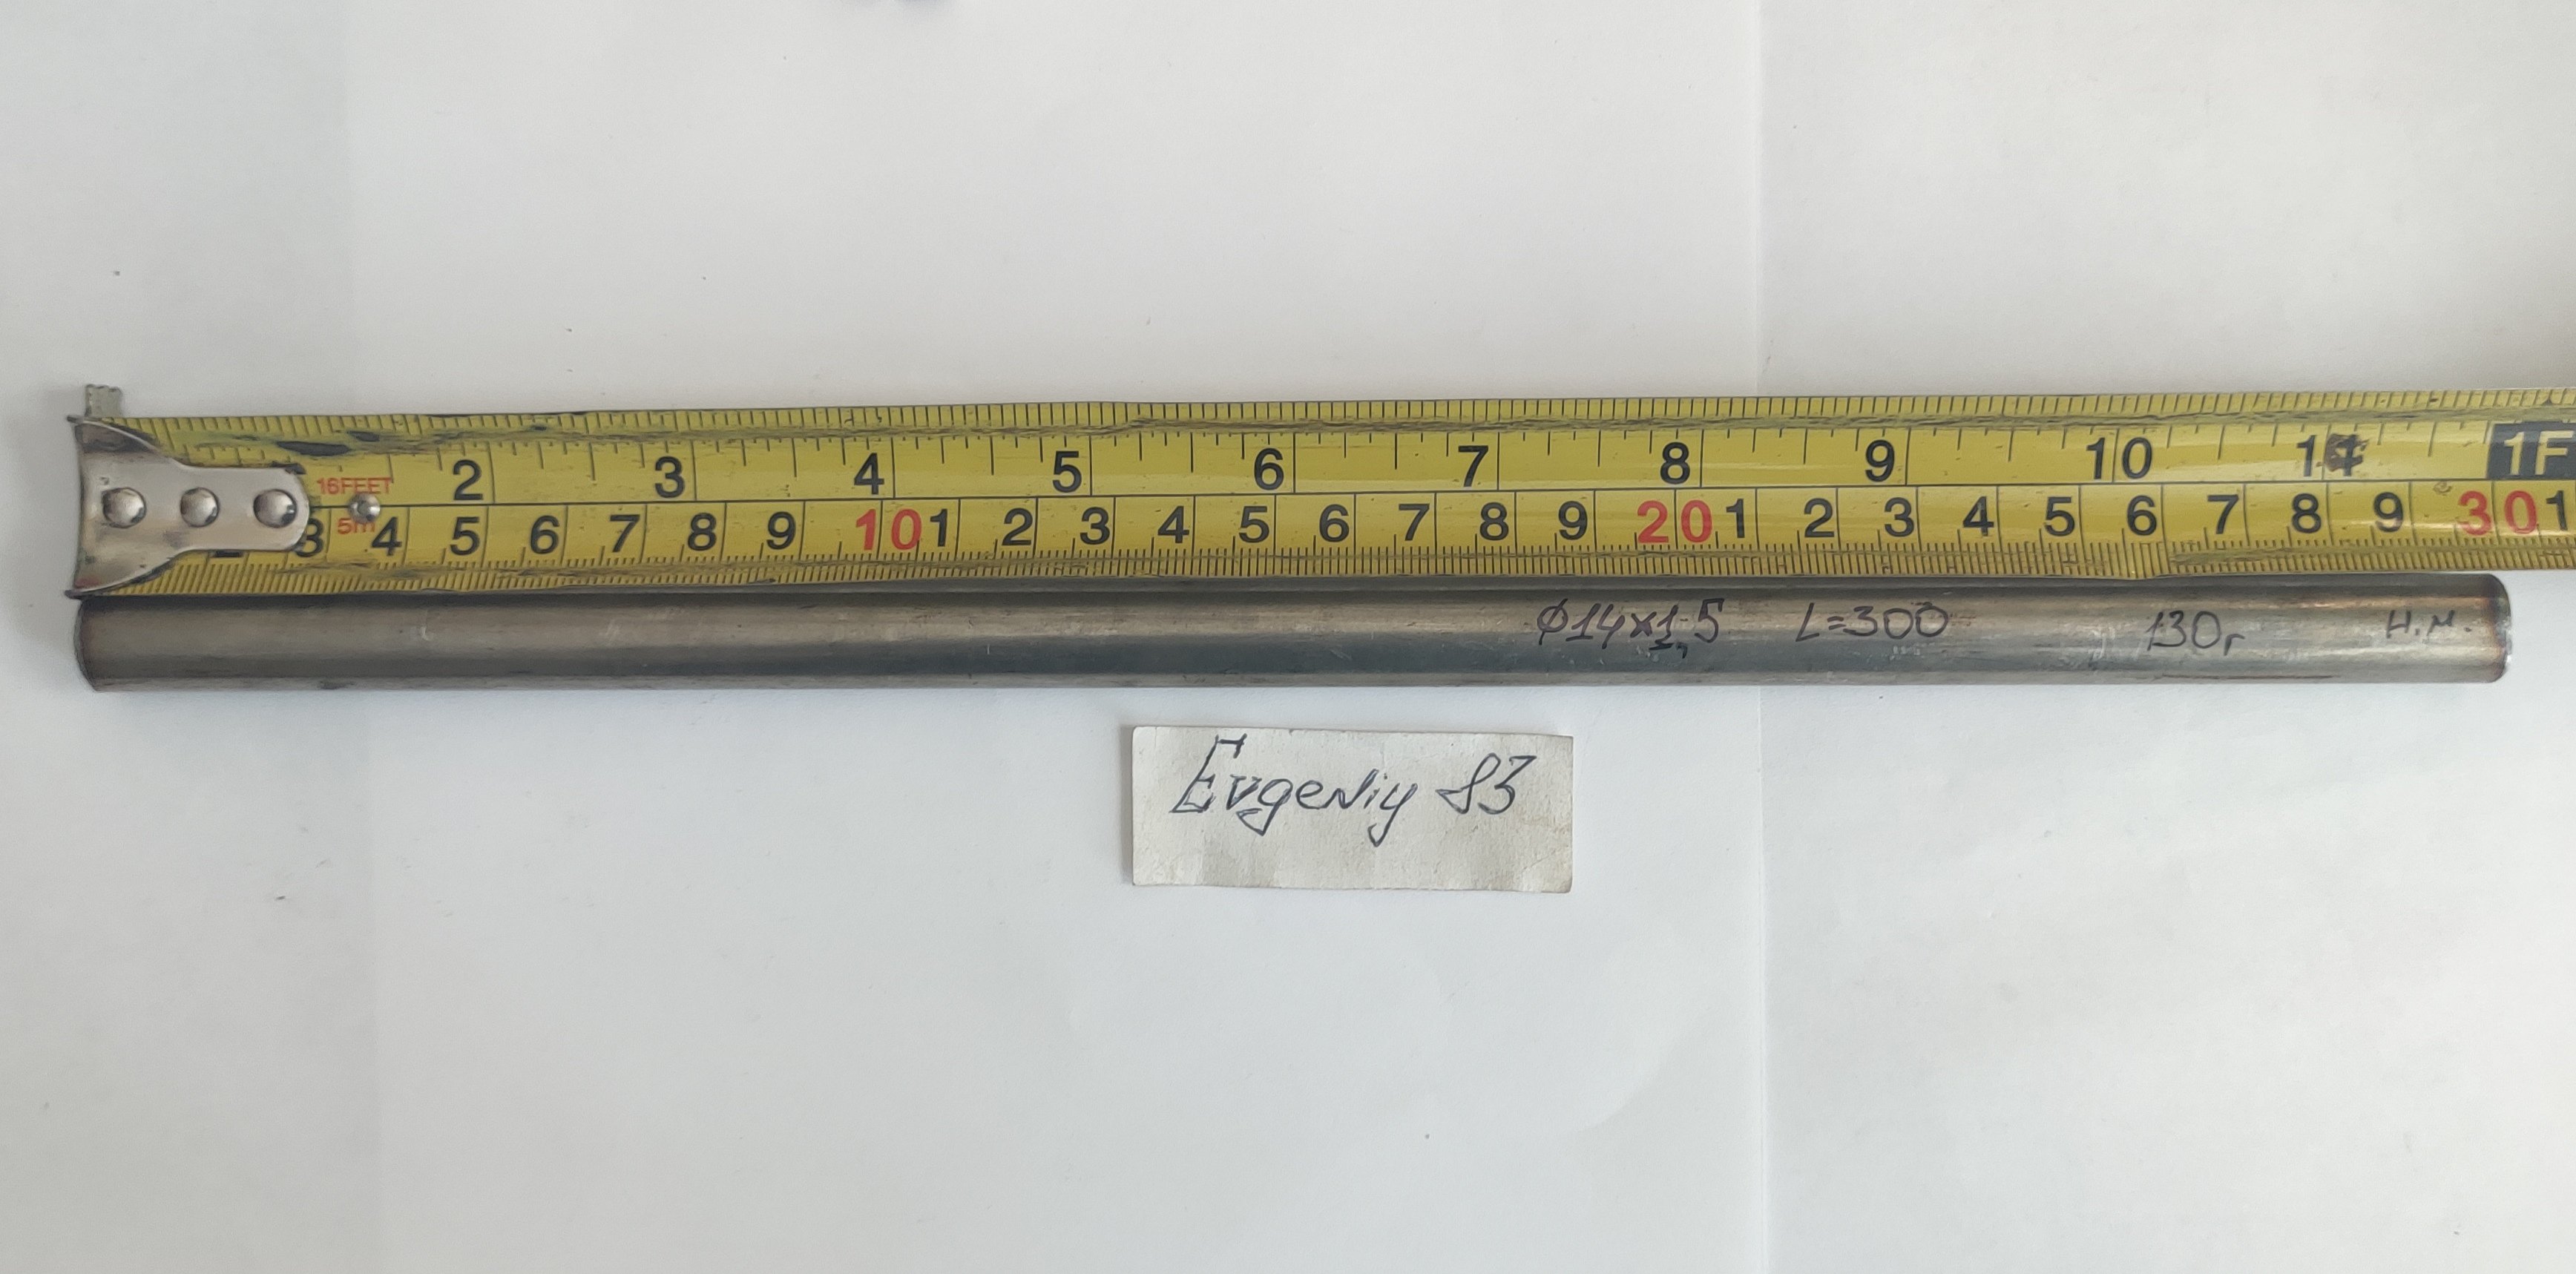 2 3 4 5 6 7 8 9 10 11 1F
16FEET
5m
3 4 5 6 7 8 9 10 1 2 3 4 5 6 7 8 9 20 1 2 3 4 5 6 7 8 9 30 1
Ø14x1.5 L=300 130г н.м.
Evgeniy 83